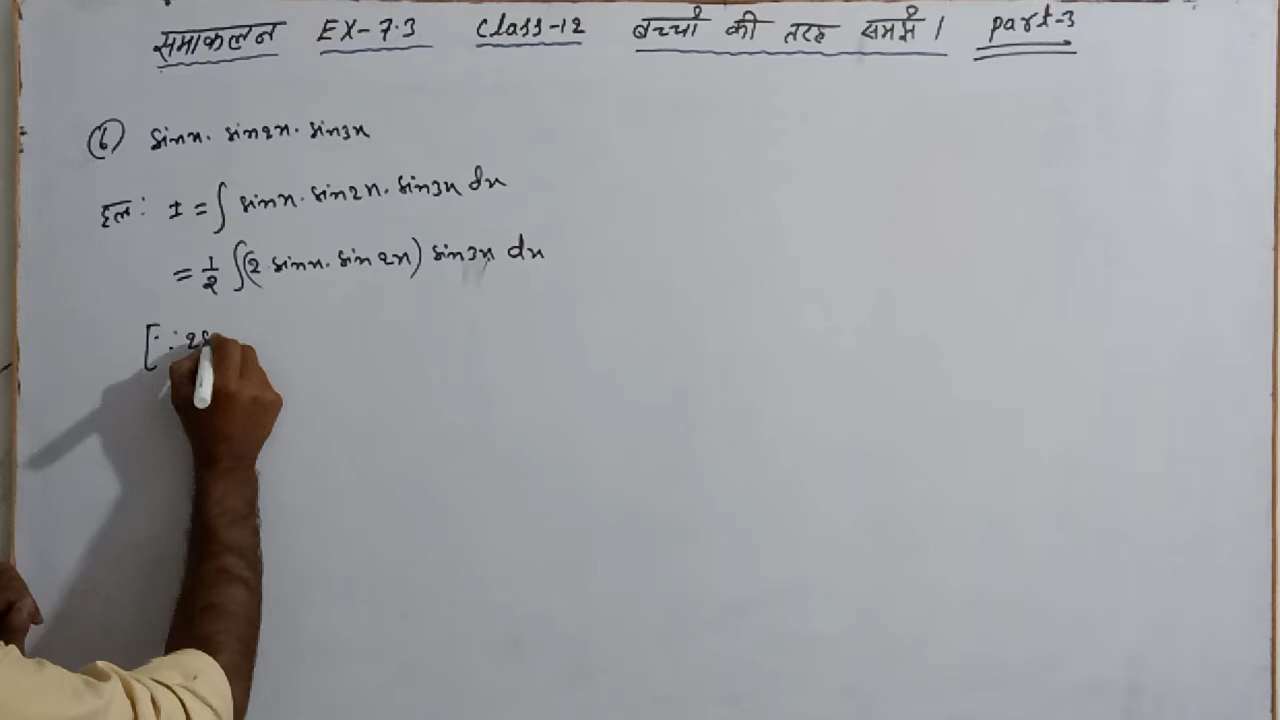 समाकलन EX-7.3 Class-12 बच्चों की तरह समझें। part-3
(6) sinx. sin2x. sin3x
हल: I = ∫ sinx. sin2x. sin3x dx
= 1/2 ∫(2 sinx. sin2x) sin3x dx
[∵ 2s